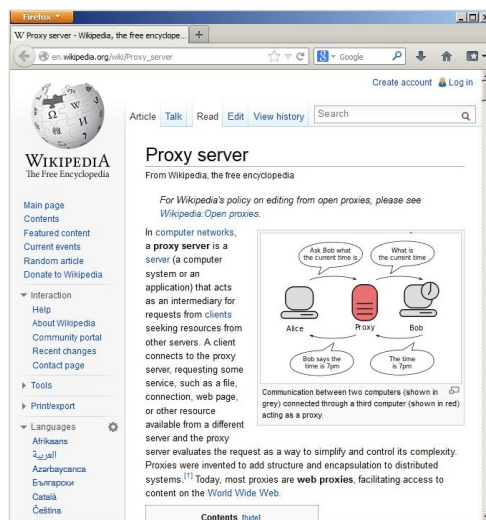 Firefox
W Proxy server - Wikipedia, the free encyclope...
en.wikipedia.org/wiki/Proxy_server
Google
Create account Log in
WIKIPEDIA
The Free Encyclopedia
Article Talk Read Edit View history Search
Proxy server
From Wikipedia, the free encyclopedia
For Wikipedia's policy on editing from open proxies, please see
Wikipedia:Open proxies.
Main page
Contents
Featured content
Current events
Random article
Donate to Wikipedia
Interaction
Help
About Wikipedia
Community portal
Recent changes
Contact page
Tools
Print/export
Languages
Afrikaans
العربية
Azərbaycanca
Български
Català
Čeština
In computer networks,
a proxy server is a
server (a computer
system or an
application) that acts
as an intermediary for
requests from clients
seeking resources from
other servers. A client
connects to the proxy
server, requesting some
service, such as a file,
connection, web page,
or other resource
available from a different
server and the proxy
server evaluates the request as a way to simplify and control its complexity.
Proxies were invented to add structure and encapsulation to distributed
systems.[1] Today, most proxies are web proxies, facilitating access to
content on the World Wide Web.
Ask Bob what
the current time is
What is
the current time
Alice
Proxy
Bob
Bob says the
time is 7pm
The time
is 7pm
Communication between two computers (shown in
grey) connected through a third computer (shown in red)
acting as a proxy.
Contents [hide]